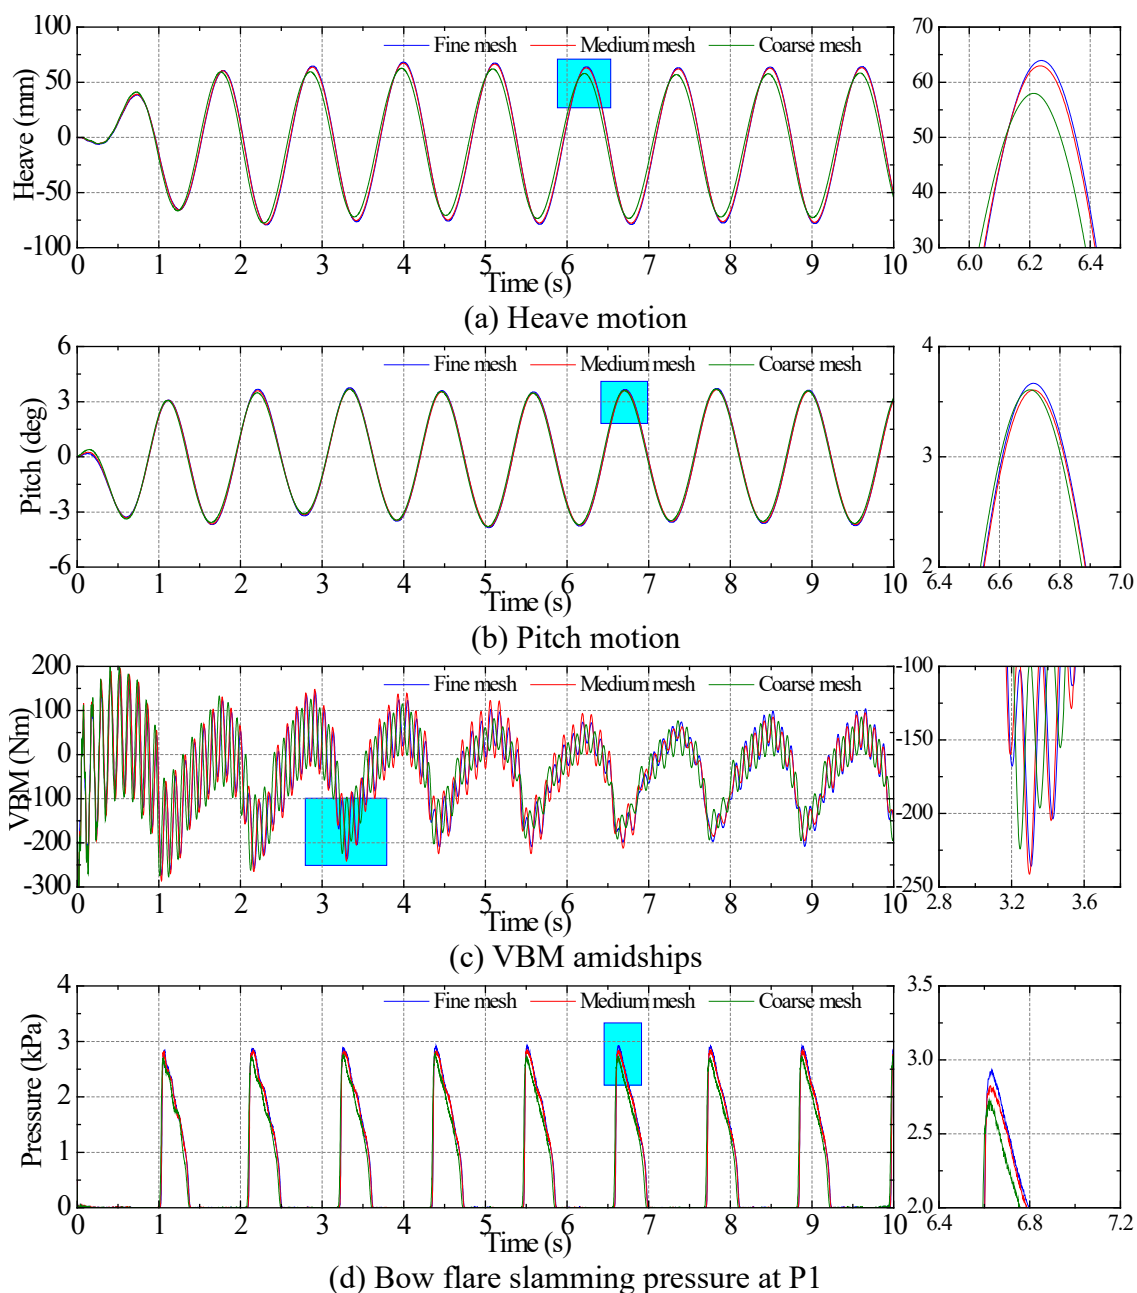 Fine mesh Medium mesh Coarse mesh
Heave (mm)
100
50
0
-50
-100
0 1 2 3 4 5 6 7 8 9 10
Time (s)
70
60
50
40
30
6.0 6.2 6.4
(a) Heave motion
Fine mesh Medium mesh Coarse mesh
Pitch (deg)
6
3
0
-3
-6
0 1 2 3 4 5 6 7 8 9 10
Time (s)
4
3
2
6.4 6.6 6.8 7.0
(b) Pitch motion
Fine mesh Medium mesh Coarse mesh
VBM (Nm)
200
100
0
-100
-200
-300
0 1 2 3 4 5 6 7 8 9 10
Time (s)
-100
-150
-200
-250
2.8 3.2 3.6
(c) VBM amidships
Fine mesh Medium mesh Coarse mesh
Pressure (kPa)
4
3
2
1
0
0 1 2 3 4 5 6 7 8 9 10
Time (s)
3.5
3.0
2.5
2.0
6.4 6.8 7.2
(d) Bow flare slamming pressure at P1